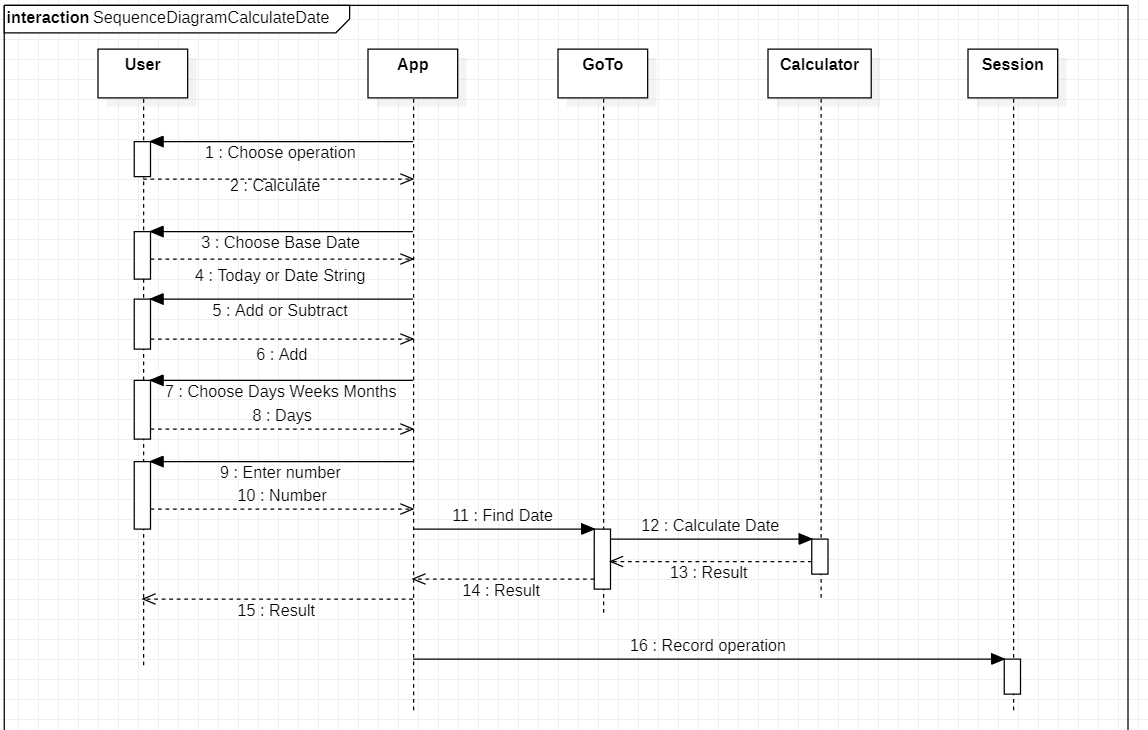 interaction SequenceDiagramCalculateDate
User
App
GoTo
Calculator
Session
1 : Choose operation
2 : Calculate
3 : Choose Base Date
4 : Today or Date String
5 : Add or Subtract
6 : Add
7 : Choose Days Weeks Months
8 : Days
9 : Enter number
10 : Number
11 : Find Date
12 : Calculate Date
13 : Result
14 : Result
15 : Result
16 : Record operation